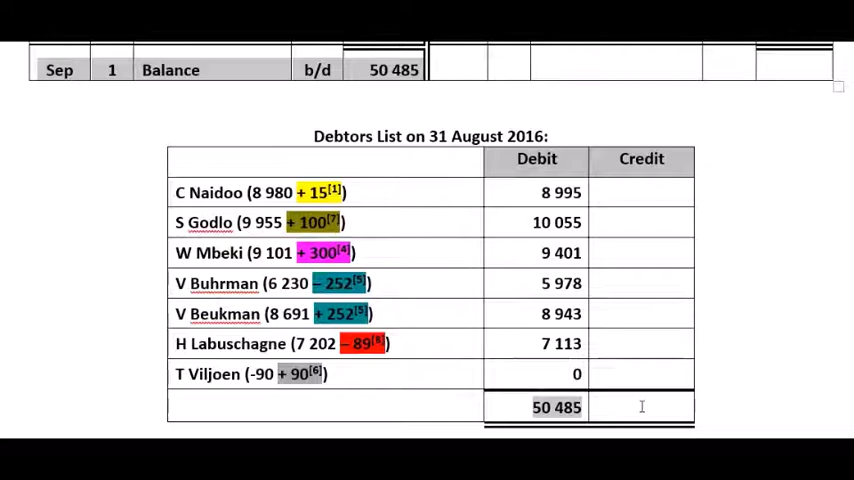 Sep 1 Balance b/d 50 485
Debtors List on 31 August 2016:
Debit Credit
C Naidoo (8 980 + 15[1]) 8 995
S Godlo (9 955 + 100[7]) 10 055
W Mbeki (9 101 + 300[4]) 9 401
V Buhrman (6 230 – 252[5]) 5 978
V Beukman (8 691 + 252[5]) 8 943
H Labuschagne (7 202 – 89[8]) 7 113
T Viljoen (-90 + 90[6]) 0
50 485